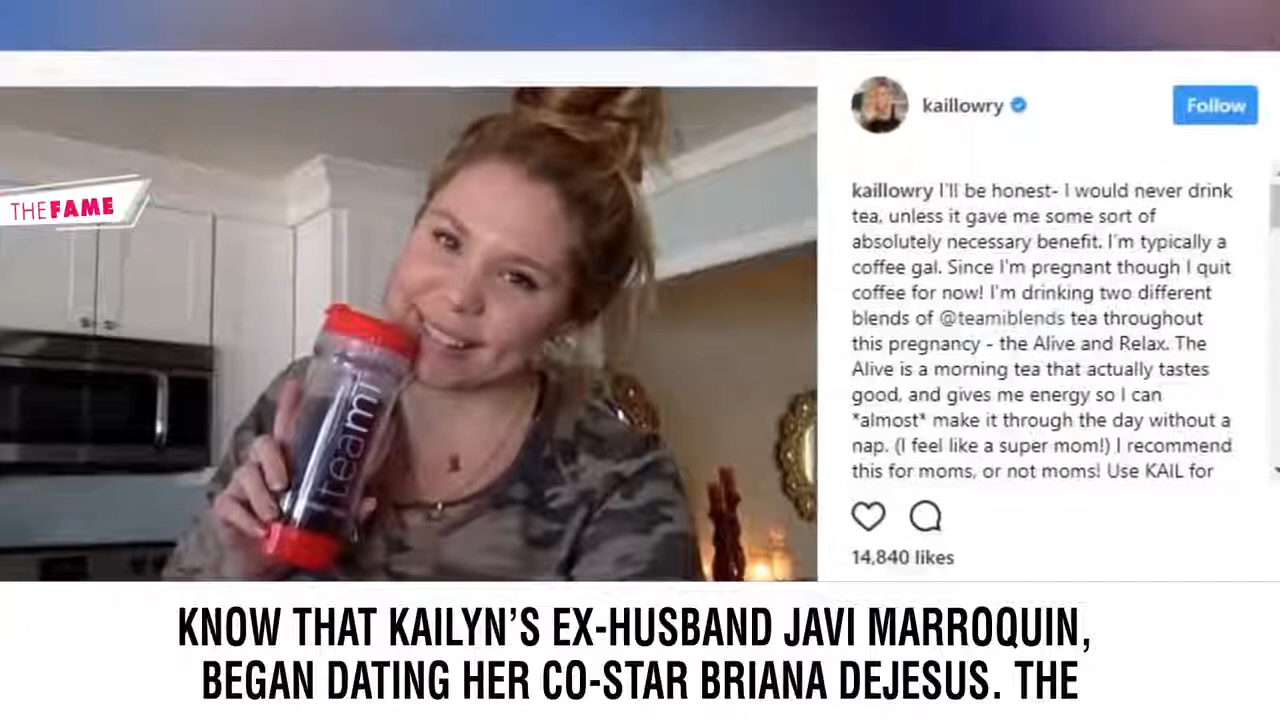 kaillowry
Follow
THEFAME
kaillowry I'll be honest- I would never drink
tea, unless it gave me some sort of
absolutely necessary benefit. I'm typically a
coffee gal. Since I'm pregnant though I quit
coffee for now! I'm drinking two different
blends of @teamiblends tea throughout
this pregnancy - the Alive and Relax. The
Alive is a morning tea that actually tastes
good, and gives me energy so I can
*almost* make it through the day without a
nap. (I feel like a super mom!) I recommend
this for moms, or not moms! Use KAIL for
teami
14,840 likes
KNOW THAT KAILYN'S EX-HUSBAND JAVI MARROQUIN,
BEGAN DATING HER CO-STAR BRIANA DEJESUS. THE